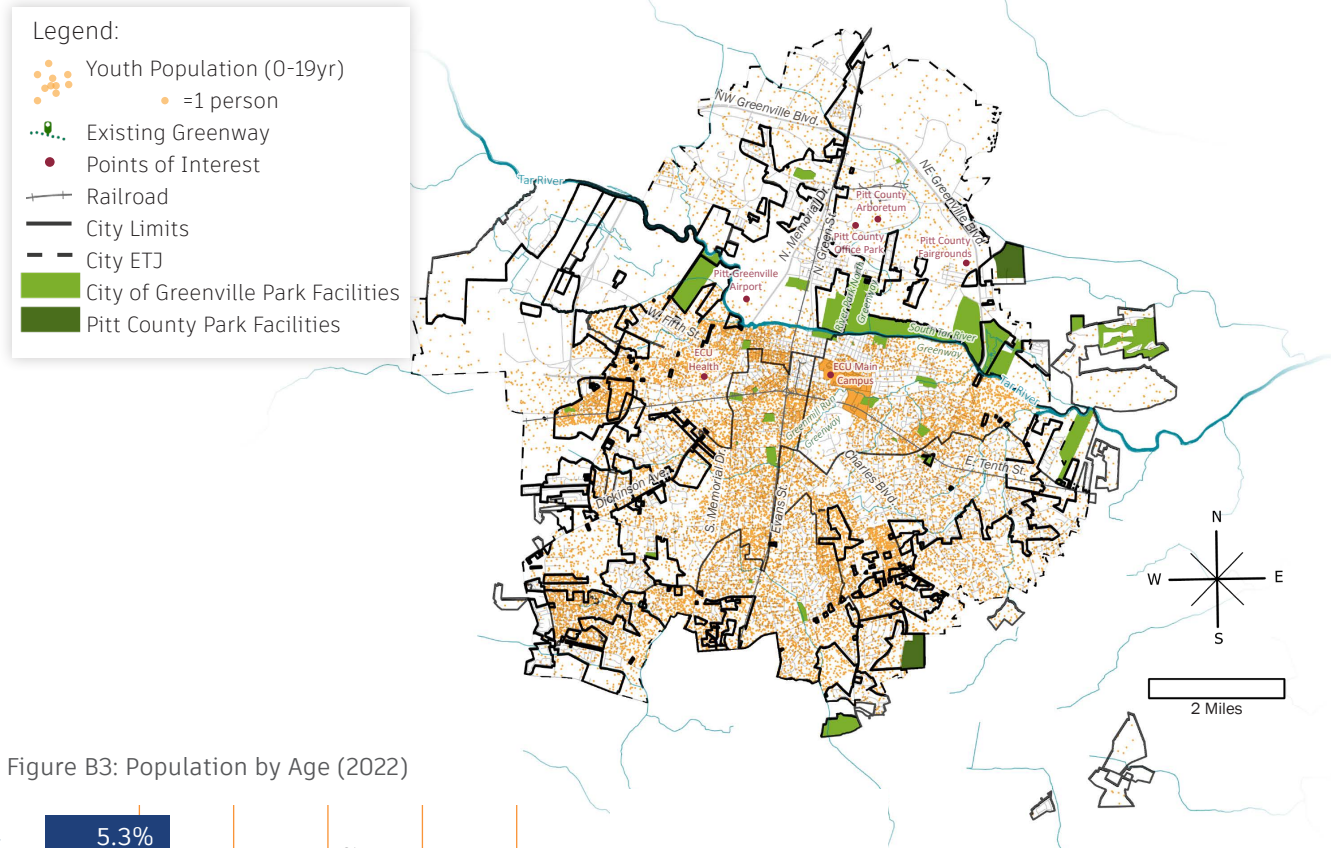 Legend:
Youth Population (0-19yr)
=1 person
Existing Greenway
Points of Interest
Railroad
City Limits
City ETJ
City of Greenville Park Facilities
Pitt County Park Facilities
NW Greenville Blvd.
NE Greenville Blvd.
Tar River
N. Memorial Dr.
N. Green St.
Pitt County
Arboretum
Pitt County
Office Park
Pitt County
Fairgrounds
Pitt-Greenville
Airport
River Park North
Greenway
South Tar River
Greenway
W. Fifth St.
ECU
Health
ECU Main
Campus
Tar River
Green Mill Run
Greenway
E. Tenth St.
Charles Blvd.
Dickinson Ave.
S. Memorial Dr.
Evans St.
N
W
E
S
2 Miles
Figure B3: Population by Age (2022)
5.3%